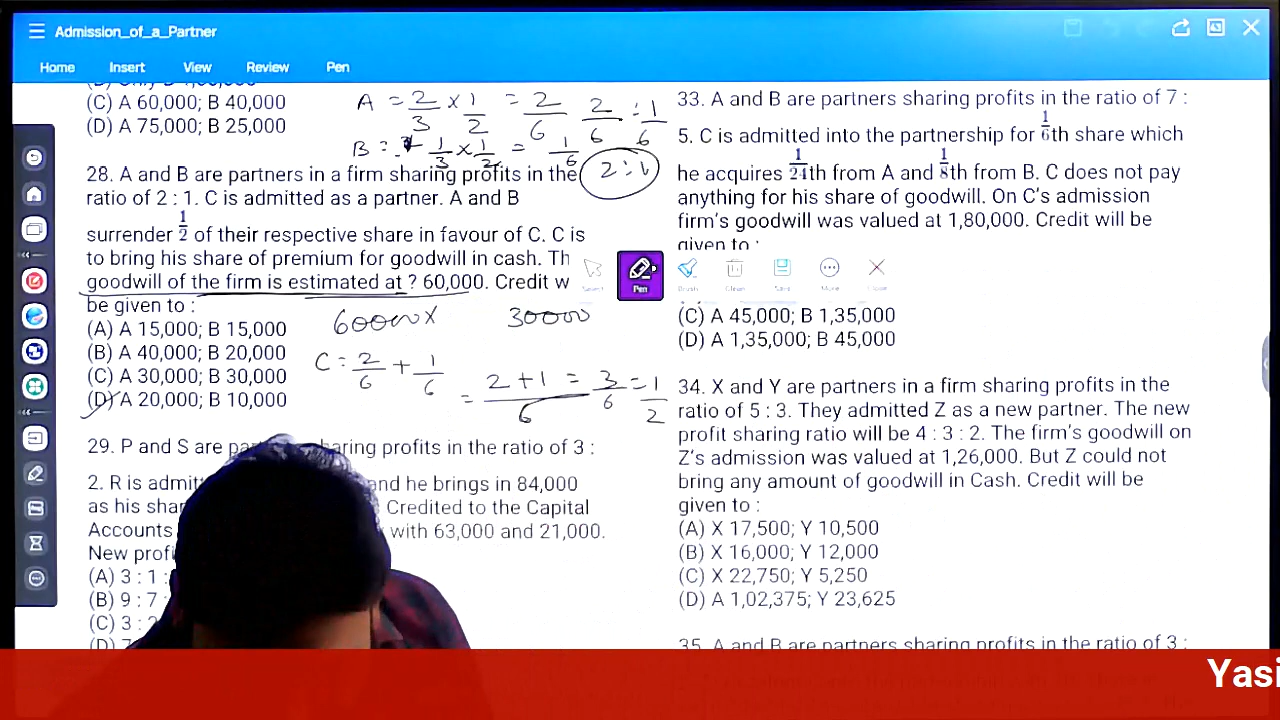 Admission_of_a_Partner
Home Insert View Review Pen
(C) A 60,000; B 40,000
(D) A 75,000; B 25,000
A = 2/3 × 1/2 = 2/6
2/6 : 1/6
B = 1/3 × 1/2 = 1/6
2 : 1
28. A and B are partners in a firm sharing profits in the
ratio of 2 : 1. C is admitted as a partner. A and B
surrender 1/2 of their respective share in favour of C. C is
to bring his share of premium for goodwill in cash. Th
goodwill of the firm is estimated at ? 60,000. Credit w
be given to :
(A) A 15,000; B 15,000
(B) A 40,000; B 20,000
(C) A 30,000; B 30,000
(D) A 20,000; B 10,000
60000 X
30000
C = 2/6 + 1/6
= 2 + 1/6 = 3/6 = 1/2
29. P and S are haring profits in the ratio of 3 :
2. R is admit and he brings in 84,000
as his shar Credited to the Capital
Accounts with 63,000 and 21,000.
New profi
(A) 3 : 1 :
(B) 9 : 7
(C) 3 :
(D)
33. A and B are partners sharing profits in the ratio of 7 :
5. C is admitted into the partnership for 1/6th share which
he acquires 1/24th from A and 1/8th from B. C does not pay
anything for his share of goodwill. On C's admission
firm's goodwill was valued at 1,80,000. Credit will be
given to :
Select Pen Brush Clean Save More Close
(C) A 45,000; B 1,35,000
(D) A 1,35,000; B 45,000
34. X and Y are partners in a firm sharing profits in the
ratio of 5 : 3. They admitted Z as a new partner. The new
profit sharing ratio will be 4 : 3 : 2. The firm's goodwill on
Z's admission was valued at 1,26,000. But Z could not
bring any amount of goodwill in Cash. Credit will be
given to :
(A) X 17,500; Y 10,500
(B) X 16,000; Y 12,000
(C) X 22,750; Y 5,250
(D) A 1,02,375; Y 23,625
35. A and B are partners sharing profits in the ratio of 3 :
Yasi